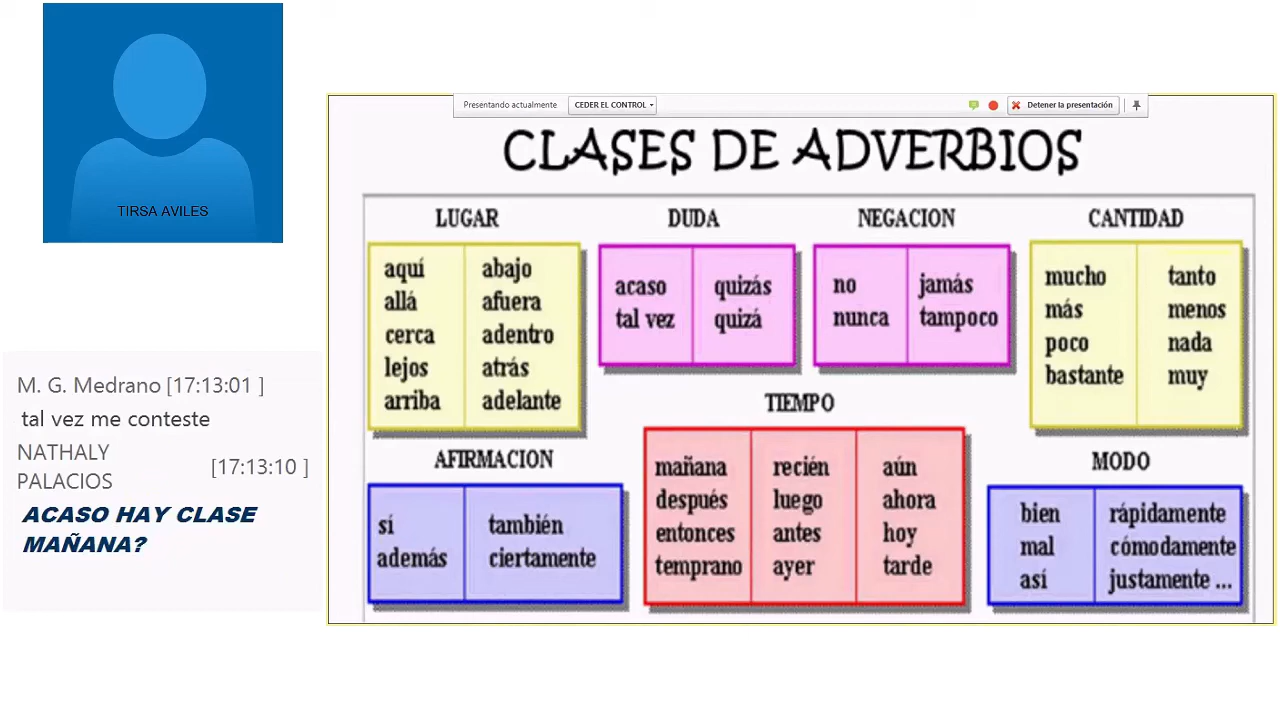 TIRSA AVILES
M. G. Medrano [17:13:01 ]
tal vez me conteste
NATHALY PALACIOS [17:13:10 ]
ACASO HAY CLASE
MAÑANA?
Presentando actualmente CEDER EL CONTROL Detener la presentación
CLASES DE ADVERBIOS
LUGAR
aquí abajo
allá afuera
cerca adentro
lejos atrás
arriba adelante
DUDA
acaso quizás
tal vez quizá
NEGACION
no jamás
nunca tampoco
CANTIDAD
mucho tanto
más menos
poco nada
bastante muy
AFIRMACION
sí también
además ciertamente
TIEMPO
mañana recién aún
después luego ahora
entonces antes hoy
temprano ayer tarde
MODO
bien rápidamente
mal cómodamente
así justamente ...